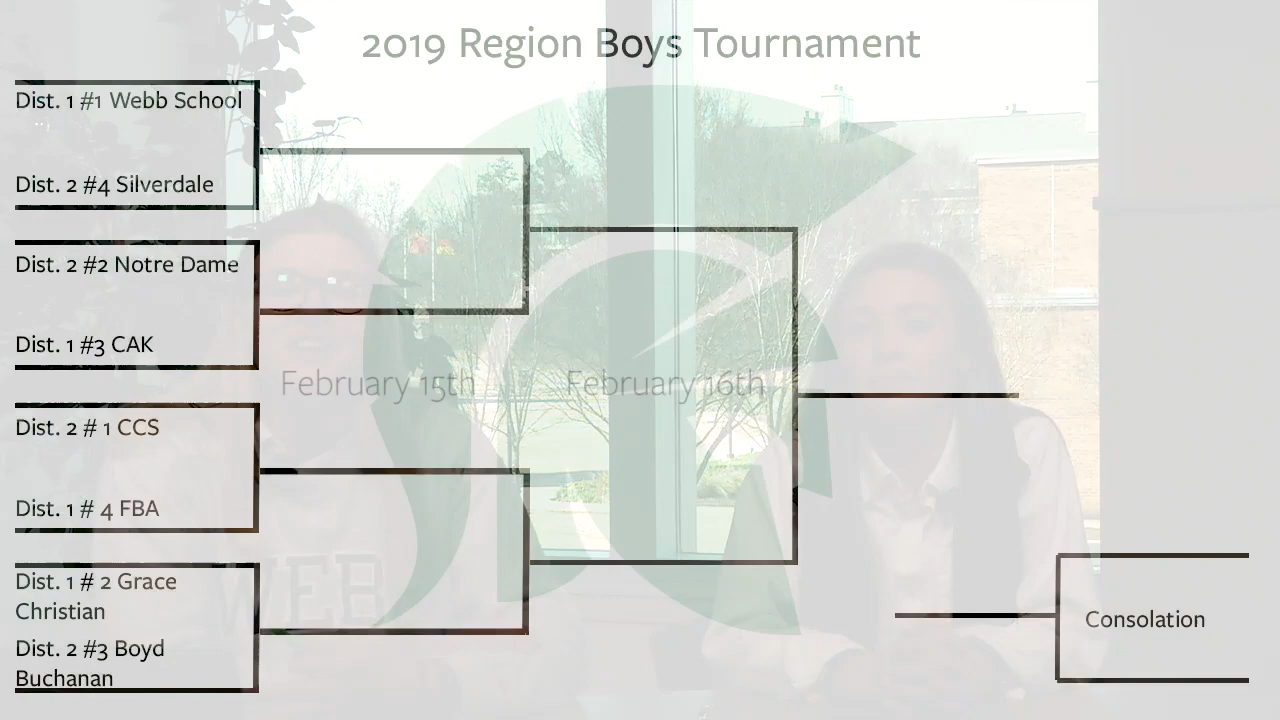 2019 Region Boys Tournament
Dist. 1 #1 Webb School
Dist. 2 #4 Silverdale
Dist. 2 #2 Notre Dame
Dist. 1 #3 CAK
February 15th
February 16th
Dist. 2 # 1 CCS
Dist. 1 # 4 FBA
Dist. 1 # 2 Grace
Christian
Dist. 2 #3 Boyd
Buchanan
Consolation
WEB